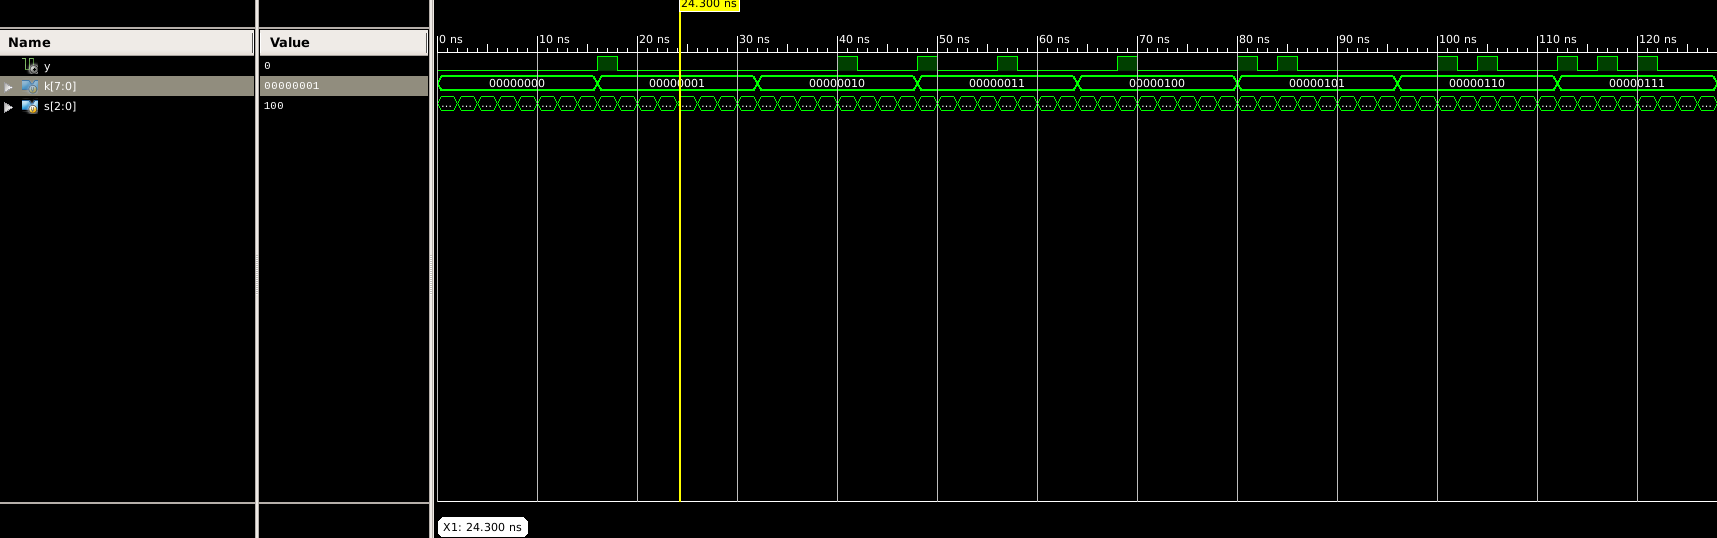 24.300 ns
Name Value
0 ns 10 ns 20 ns 30 ns 40 ns 50 ns 60 ns 70 ns 80 ns 90 ns 100 ns 110 ns 120 ns
y 0
k[7:0] 00000001 00000000 00000001 00000010 00000011 00000100 00000101 00000110 00000111
s[2:0] 100 ... ... ... ... ... ... ... ... ... ... ... ... ... ... ... ... ... ... ... ... ... ... ... ... ... ... ... ... ... ... ... ... ... ... ... ... ... ... ... ... ... ... ... ... ... ... ... ... ... ... ... ... ... ... ... ... ... ... ... ... ... ... ... ...
X1: 24.300 ns